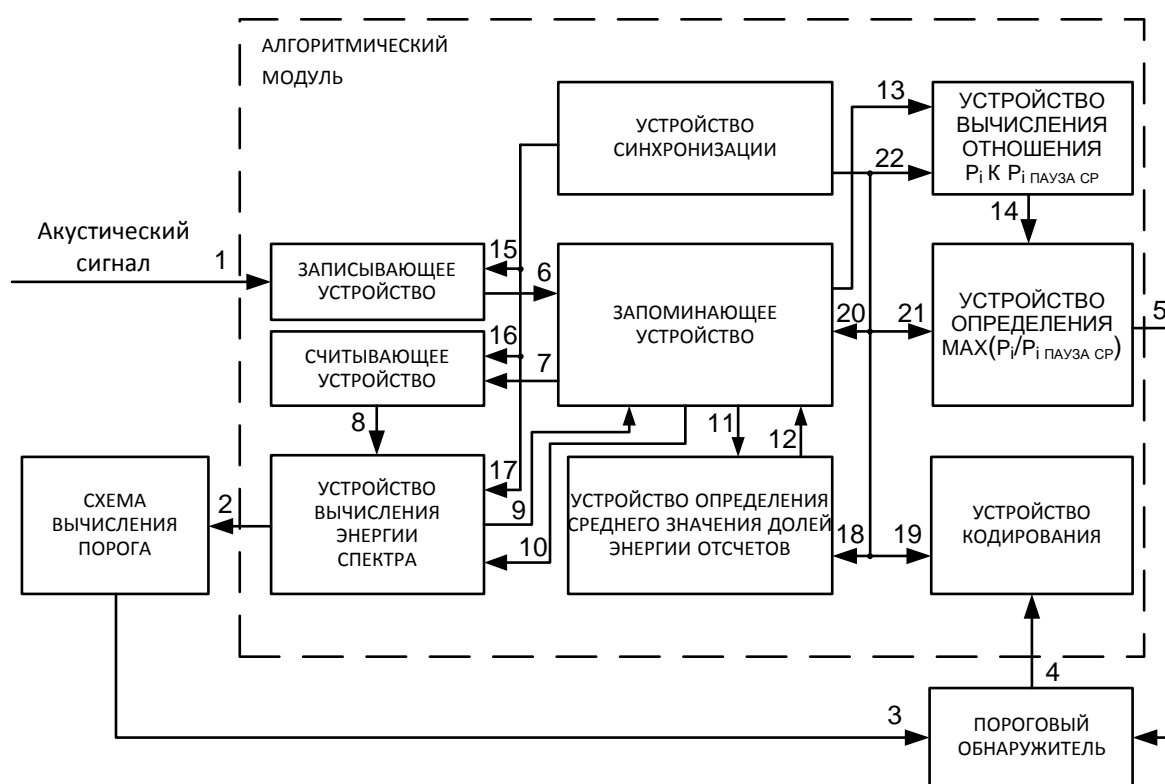 АЛГОРИТМИЧЕСКИЙ
МОДУЛЬ
УСТРОЙСТВО
СИНХРОНИЗАЦИИ
13
УСТРОЙСТВО
ВЫЧИСЛЕНИЯ
ОТНОШЕНИЯ
Pi К Pi ПАУЗА СР
22
14
Акустический
сигнал
1
ЗАПИСЫВАЮЩЕЕ
УСТРОЙСТВО
15
6
ЗАПОМИНАЮЩЕЕ
УСТРОЙСТВО
20
21
УСТРОЙСТВО
ОПРЕДЕЛЕНИЯ
MAX(Pi/Pi ПАУЗА СР)
5
СЧИТЫВАЮЩЕЕ
УСТРОЙСТВО
16
7
8
11
12
СХЕМА
ВЫЧИСЛЕНИЯ
ПОРОГА
2
УСТРОЙСТВО
ВЫЧИСЛЕНИЯ
ЭНЕРГИИ
СПЕКТРА
17
9
10
УСТРОЙСТВО ОПРЕДЕЛЕНИЯ
СРЕДНЕГО ЗНАЧЕНИЯ ДОЛЕЙ
ЭНЕРГИИ ОТСЧЕТОВ
18
19
УСТРОЙСТВО
КОДИРОВАНИЯ
4
3
ПОРОГОВЫЙ
ОБНАРУЖИТЕЛЬ